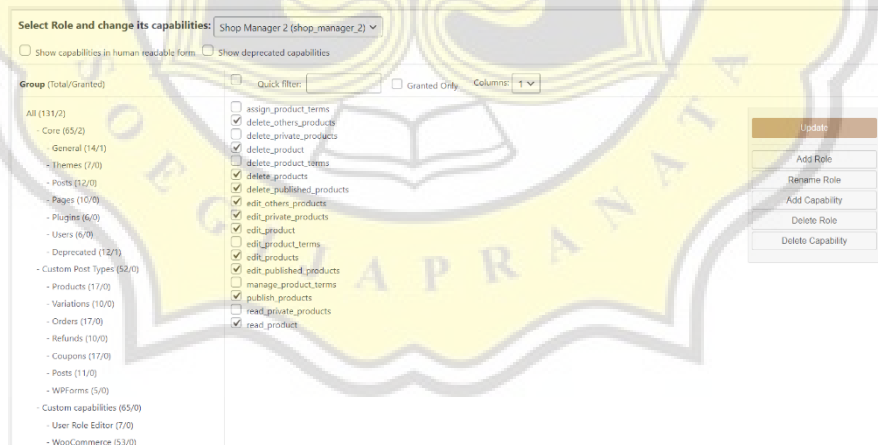 Select Role and change its capabilities: Shop Manager 2 (shop_manager_2)
Show capabilities in human readable form Show deprecated capabilities
Group (Total/Granted)
Quick filter: Granted Only Columns: 1
All (131/2)
- Core (65/2)
- General (14/1)
- Themes (7/0)
- Posts (12/0)
- Pages (10/0)
- Plugins (6/0)
- Users (6/0)
- Deprecated (12/1)
- Custom Post Types (52/0)
- Products (17/0)
- Variations (10/0)
- Orders (17/0)
- Refunds (10/0)
- Coupons (17/0)
- Posts (11/0)
- WPForms (5/0)
- Custom capabilities (65/0)
- User Role Editor (7/0)
- WooCommerce (53/0)
assign_product_terms
delete_others_products
delete_private_products
delete_product
delete_product_terms
delete_products
delete_published_products
edit_others_products
edit_private_products
edit_product
edit_product_terms
edit_products
edit_published_products
manage_product_terms
publish_products
read_private_products
read_product
Update
Add Role
Rename Role
Add Capability
Delete Role
Delete Capability
SOEGIJAPRANATA